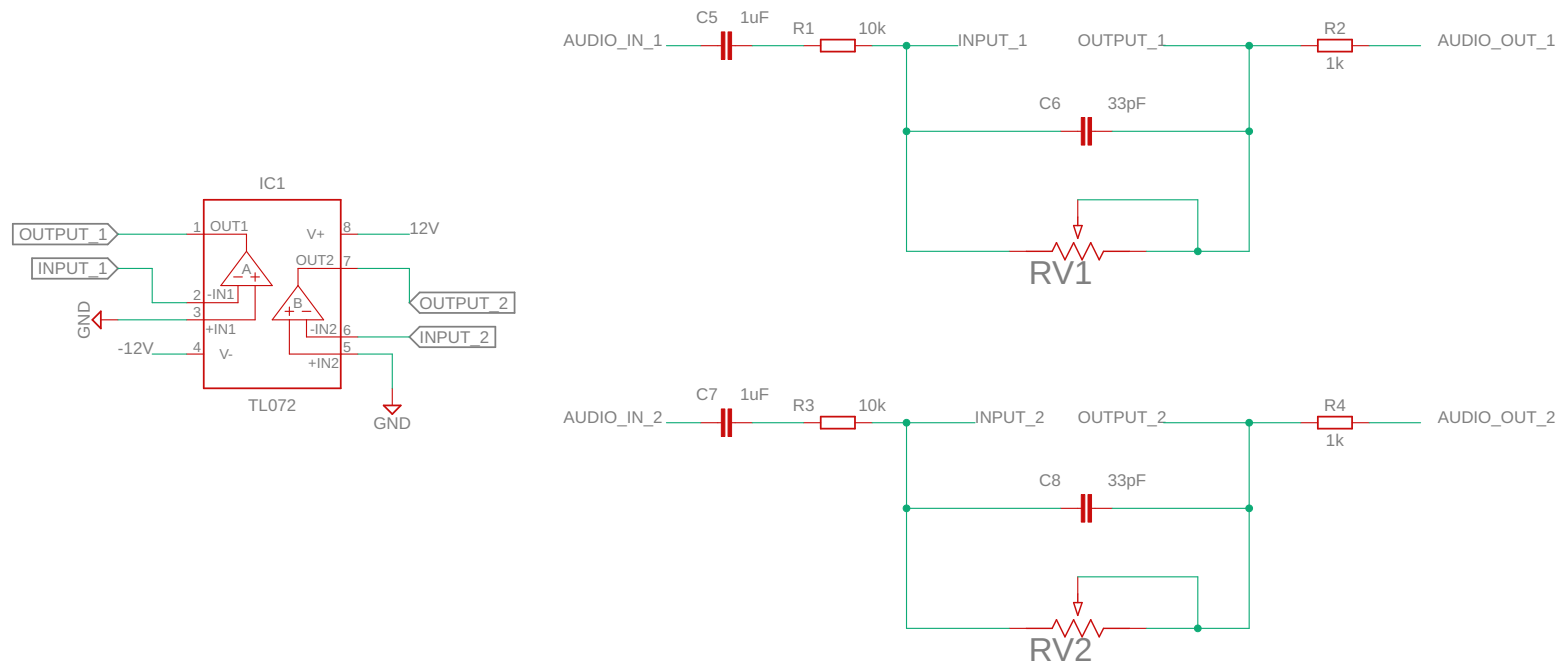 C5 1uF
AUDIO_IN_1 R1 10k INPUT_1 OUTPUT_1 R2 AUDIO_OUT_1
1k
C6 33pF
RV1
IC1
OUTPUT_1 1 OUT1 V+ 8 12V
INPUT_1 A OUT2 7
2 -IN1 B OUTPUT_2
GND 3 +IN1 -IN2 6 INPUT_2
-12V 4 V- +IN2 5
TL072
GND
C7 1uF
AUDIO_IN_2 R3 10k INPUT_2 OUTPUT_2 R4 AUDIO_OUT_2
1k
C8 33pF
RV2